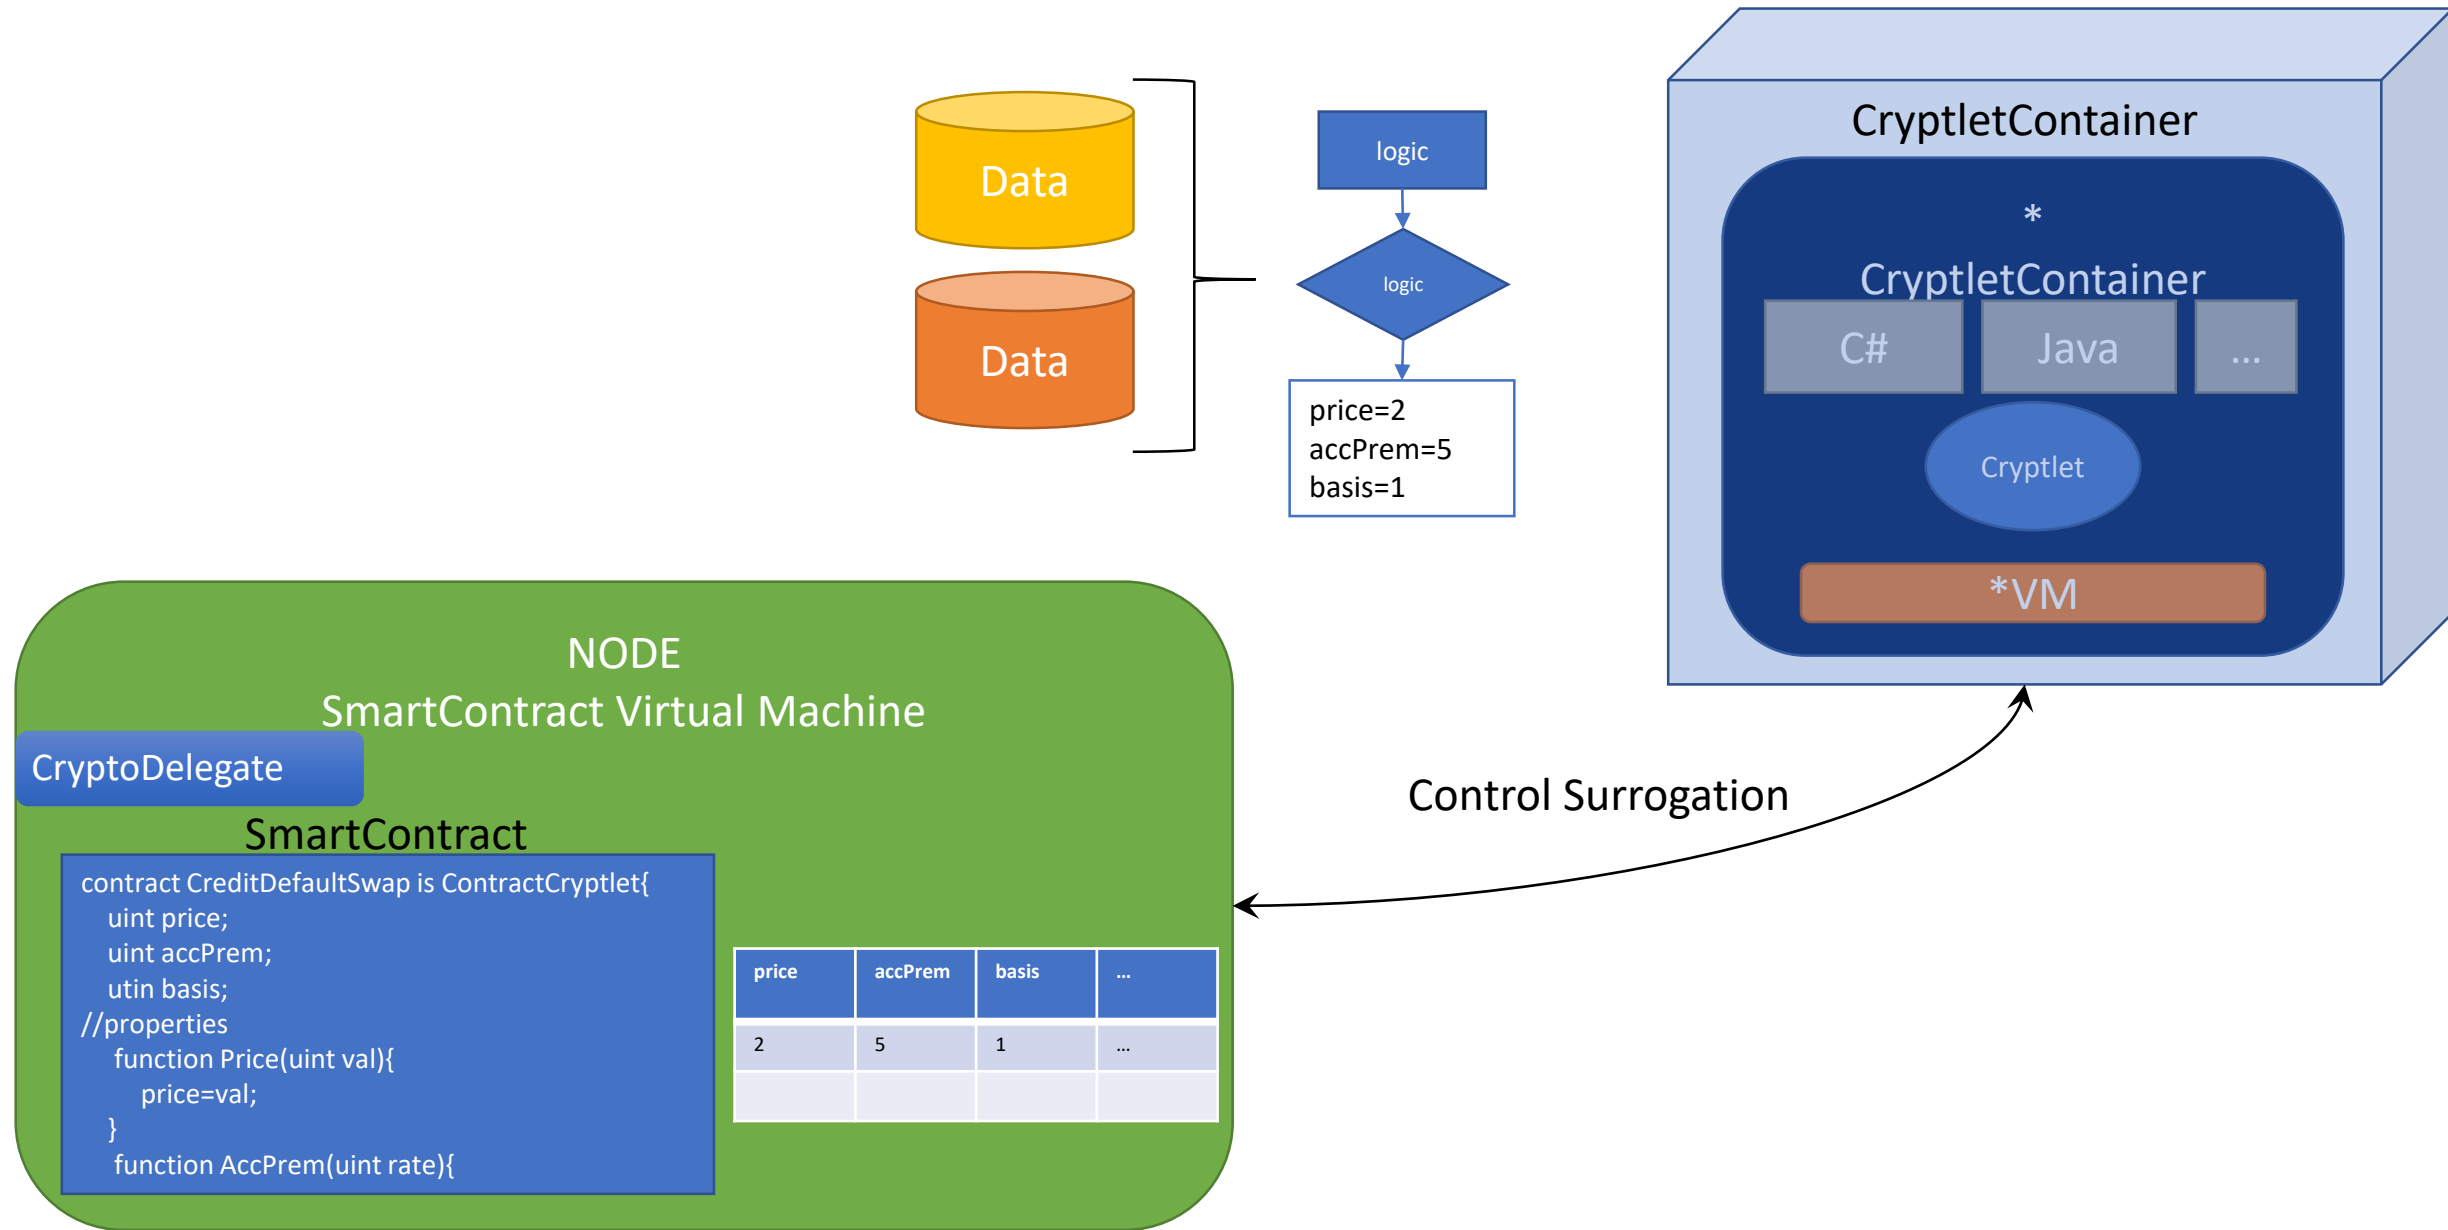 Data
Data
logic
logic
price=2
accPrem=5
basis=1
CryptletContainer
*
CryptletContainer
C#
Java
...
Cryptlet
*VM
NODE
SmartContract Virtual Machine
CryptoDelegate
SmartContract
contract CreditDefaultSwap is ContractCryptlet{
uint price;
uint accPrem;
utin basis;
//properties
function Price(uint val){
price=val;
}
function AccPrem(uint rate){
price accPrem basis ...
2 5 1 ...
Control Surrogation